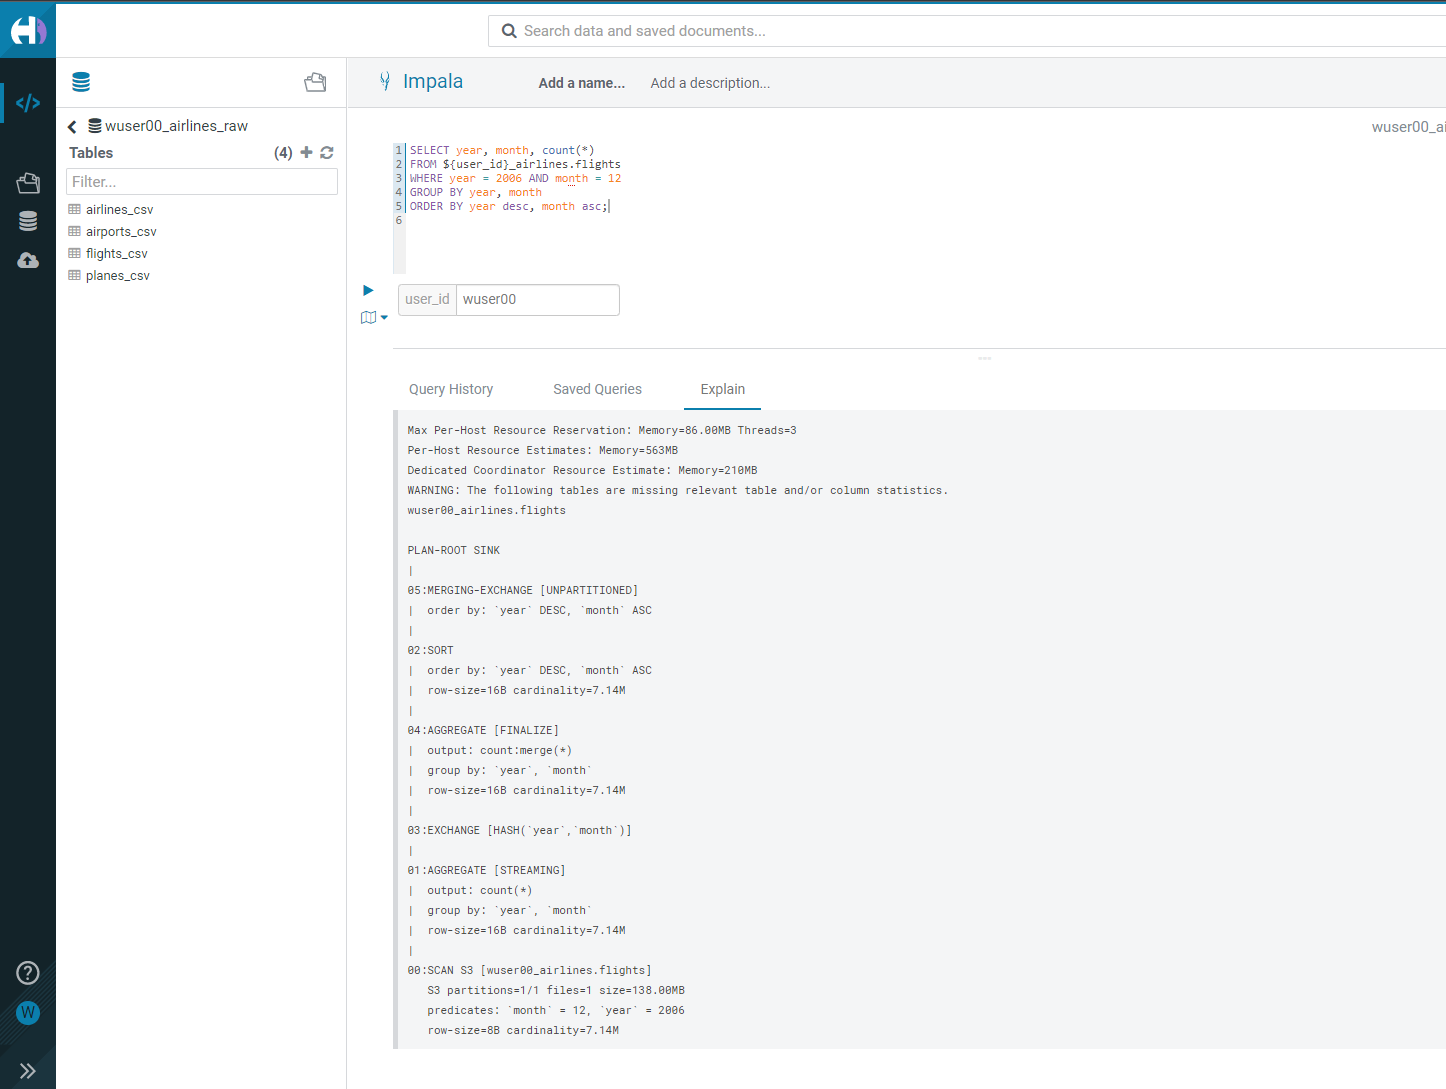 Search data and saved documents...
Impala
Add a name...
Add a description...
wuser00_airlines_raw
wuser00_ai
Tables
(4)
Filter...
airlines_csv
airports_csv
flights_csv
planes_csv
1 SELECT year, month, count(*)
2 FROM ${user_id}_airlines.flights
3 WHERE year = 2006 AND month = 12
4 GROUP BY year, month
5 ORDER BY year desc, month asc;
6
user_id wuser00
Query History
Saved Queries
Explain
Max Per-Host Resource Reservation: Memory=86.00MB Threads=3
Per-Host Resource Estimates: Memory=563MB
Dedicated Coordinator Resource Estimate: Memory=210MB
WARNING: The following tables are missing relevant table and/or column statistics.
wuser00_airlines.flights
PLAN-ROOT SINK
|
05:MERGING-EXCHANGE [UNPARTITIONED]
|  order by: `year` DESC, `month` ASC
|
02:SORT
|  order by: `year` DESC, `month` ASC
|  row-size=16B cardinality=7.14M
|
04:AGGREGATE [FINALIZE]
|  output: count:merge(*)
|  group by: `year`, `month`
|  row-size=16B cardinality=7.14M
|
03:EXCHANGE [HASH(`year`,`month`)]
|
01:AGGREGATE [STREAMING]
|  output: count(*)
|  group by: `year`, `month`
|  row-size=16B cardinality=7.14M
|
00:SCAN S3 [wuser00_airlines.flights]
S3 partitions=1/1 files=1 size=138.00MB
predicates: `month` = 12, `year` = 2006
row-size=8B cardinality=7.14M
W